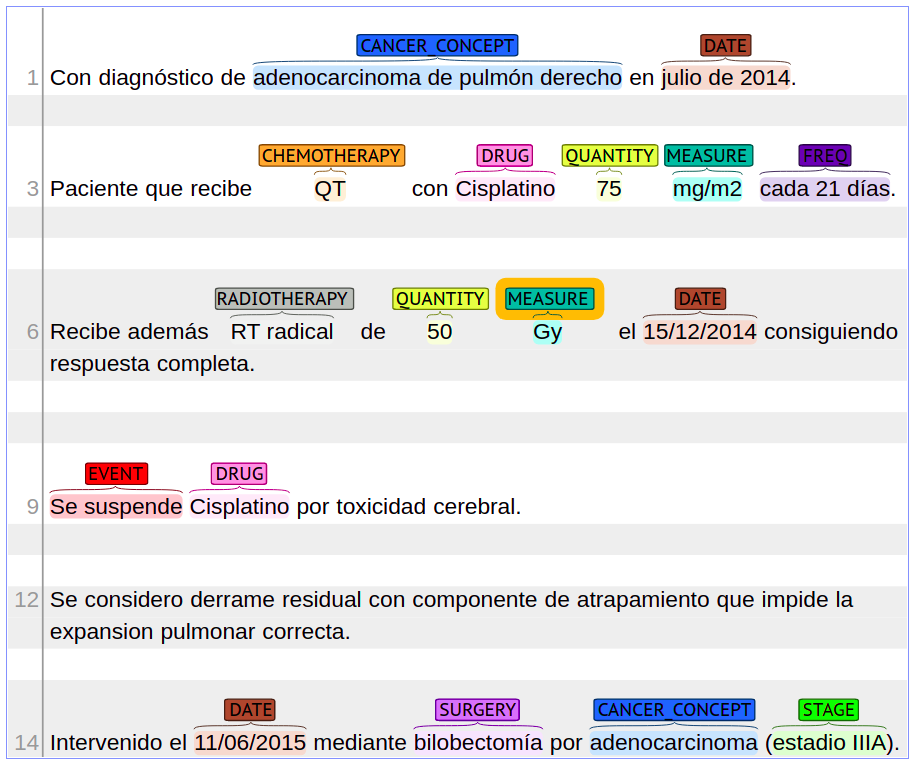 CANCER_CONCEPT DATE
1 Con diagnóstico de adenocarcinoma de pulmón derecho en julio de 2014.
CHEMOTHERAPY DRUG QUANTITY MEASURE FREQ
3 Paciente que recibe QT con Cisplatino 75 mg/m2 cada 21 días.
RADIOTHERAPY QUANTITY MEASURE DATE
6 Recibe además RT radical de 50 Gy el 15/12/2014 consiguiendo
respuesta completa.
EVENT DRUG
9 Se suspende Cisplatino por toxicidad cerebral.
12 Se considero derrame residual con componente de atrapamiento que impide la
expansion pulmonar correcta.
DATE SURGERY CANCER_CONCEPT STAGE
14 Intervenido el 11/06/2015 mediante bilobectomía por adenocarcinoma (estadio IIIA).